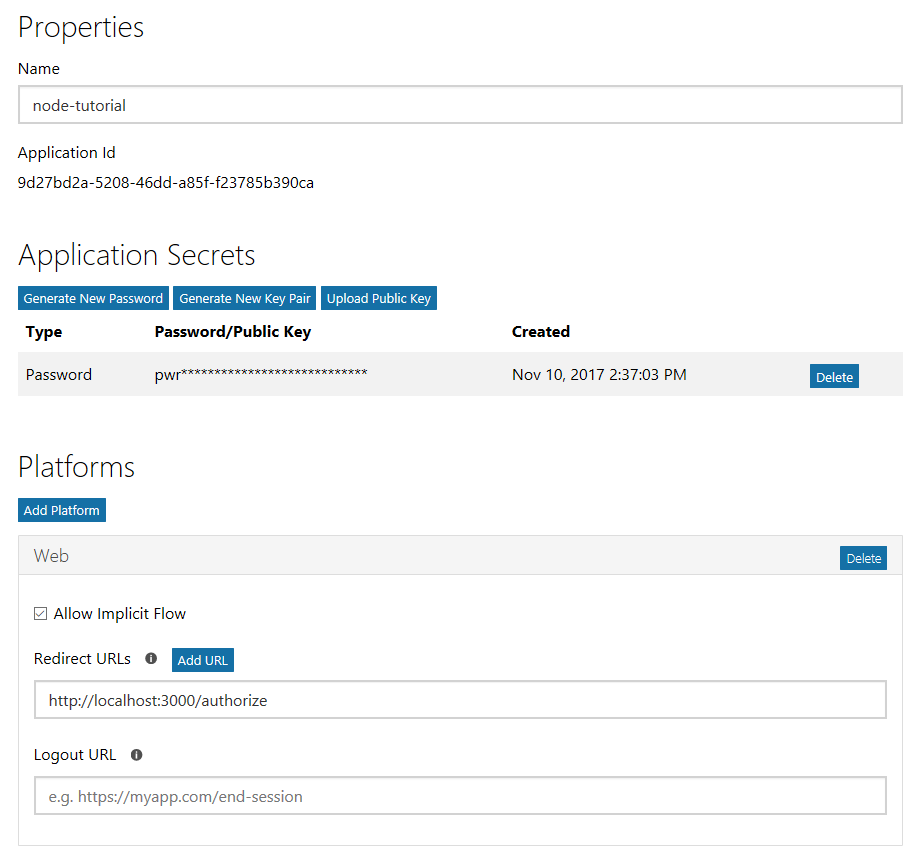 Properties
Name
node-tutorial
Application Id
9d27bd2a-5208-46dd-a85f-f23785b390ca
Application Secrets
Generate New Password Generate New Key Pair Upload Public Key
Type Password/Public Key Created
Password pwr**************************** Nov 10, 2017 2:37:03 PM Delete
Platforms
Add Platform
Web Delete
Allow Implicit Flow
Redirect URLs Add URL
http://localhost:3000/authorize
Logout URL
e.g. https://myapp.com/end-session